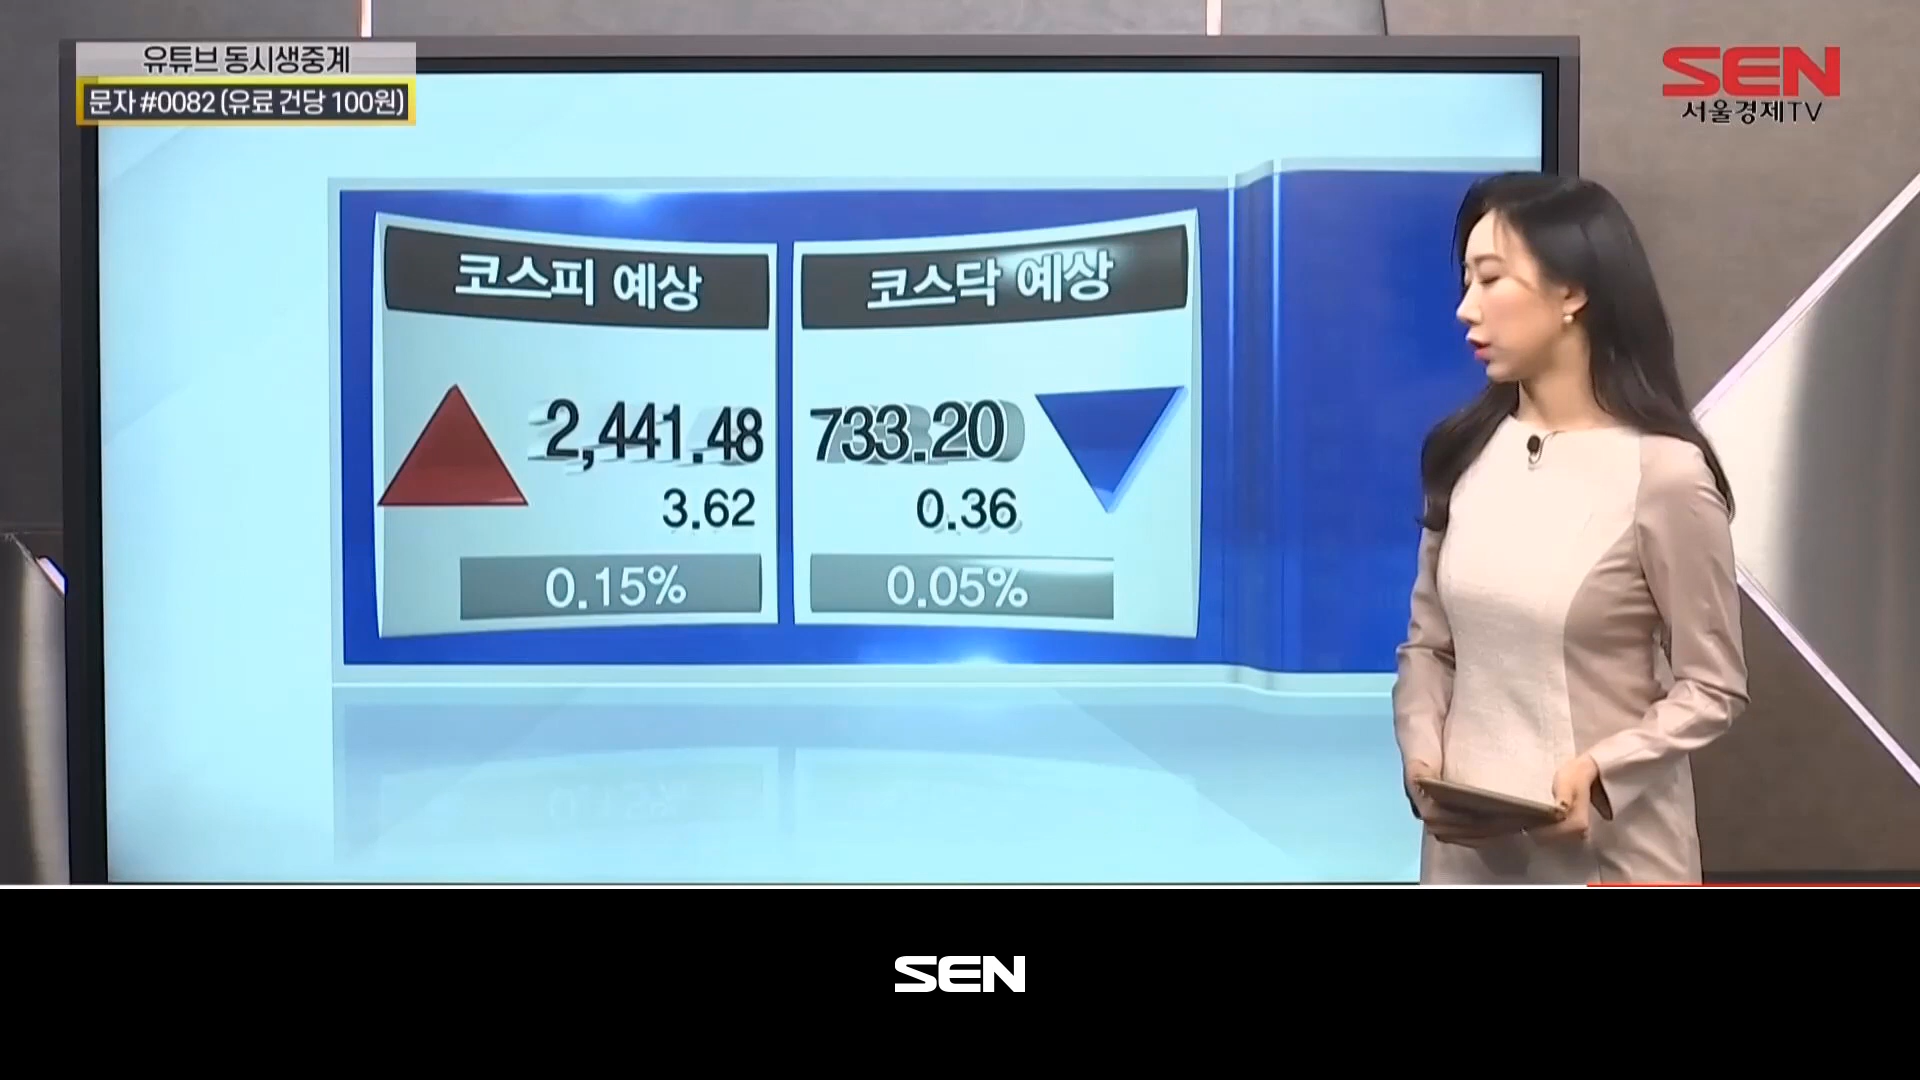 유튜브 동시생중계
문자 #0082 (유료 건당 100원)
SEN
서울경제TV
코스피 예상
2,441.48
3.62
0.15%
코스닥 예상
733.20
0.36
0.05%
SEN